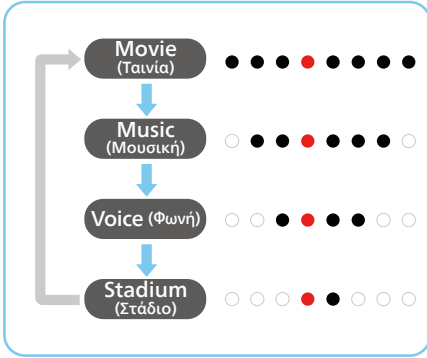 Movie
(Ταινία)
Music
(Μουσική)
Voice (Φωνή)
Stadium
(Στάδιο)